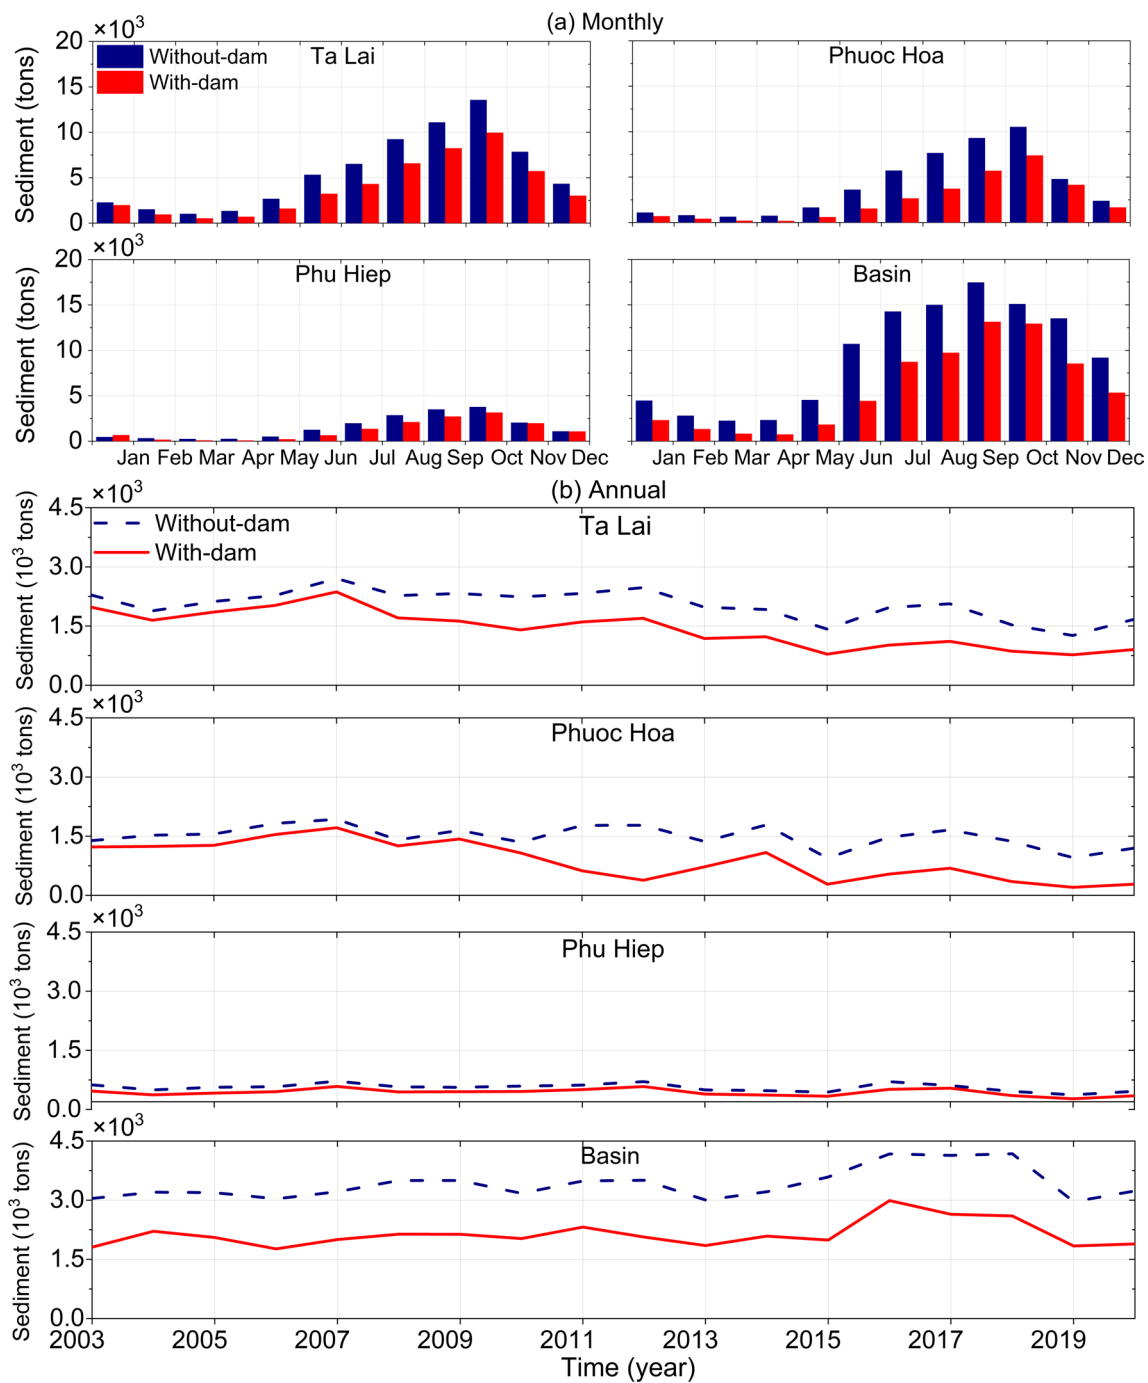 (a) Monthly
×10³
20
15
10
5
0
Sediment (tons)
Without-dam
With-dam
Ta Lai
Phuoc Hoa
×10³
20
15
10
5
0
Sediment (tons)
Phu Hiep
Basin
Jan Feb Mar Apr May Jun Jul Aug Sep Oct Nov Dec
Jan Feb Mar Apr May Jun Jul Aug Sep Oct Nov Dec
(b) Annual
×10³
4.5
3.0
1.5
0.0
Sediment (10³ tons)
Without-dam
With-dam
Ta Lai
×10³
4.5
3.0
1.5
0.0
Sediment (10³ tons)
Phuoc Hoa
×10³
4.5
3.0
1.5
0.0
Sediment (10³ tons)
Phu Hiep
×10³
4.5
3.0
1.5
0.0
Sediment (10³ tons)
Basin
2003 2005 2007 2009 2011 2013 2015 2017 2019
Time (year)